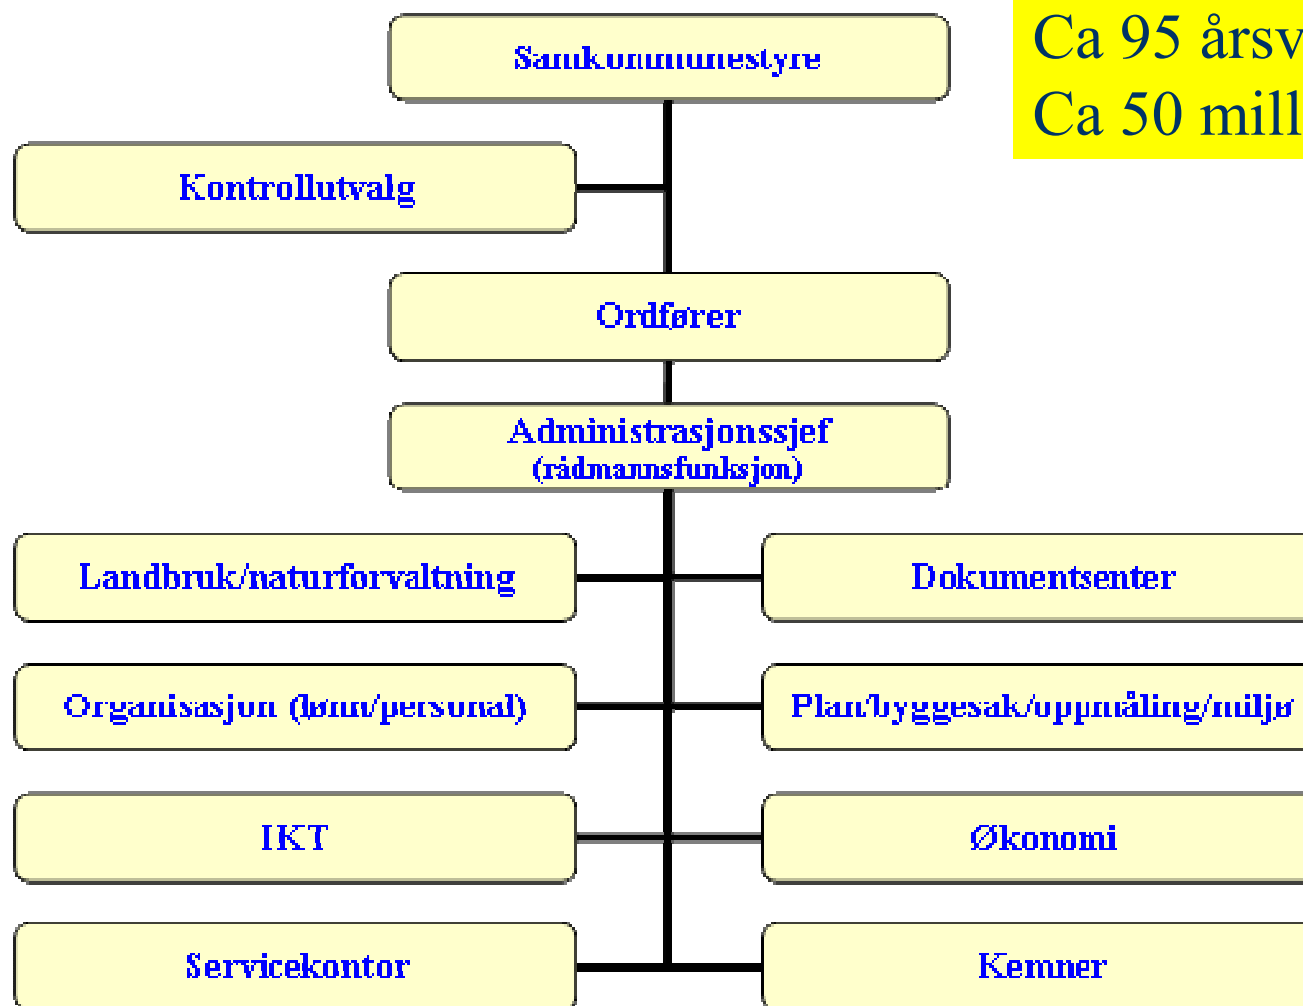 Samkommunestyre
Ca 95 årsv
Ca 50 mill
Kontrollutvalg
Ordfører
Administrasjonssjef
(rådmannsfunksjon)
Landbruk/naturforvaltning
Dokumentsenter
Organisasjon (lønn/personal)
Plan/byggesak/oppmåling/miljø
IKT
Økonomi
Servicekontor
Kemner